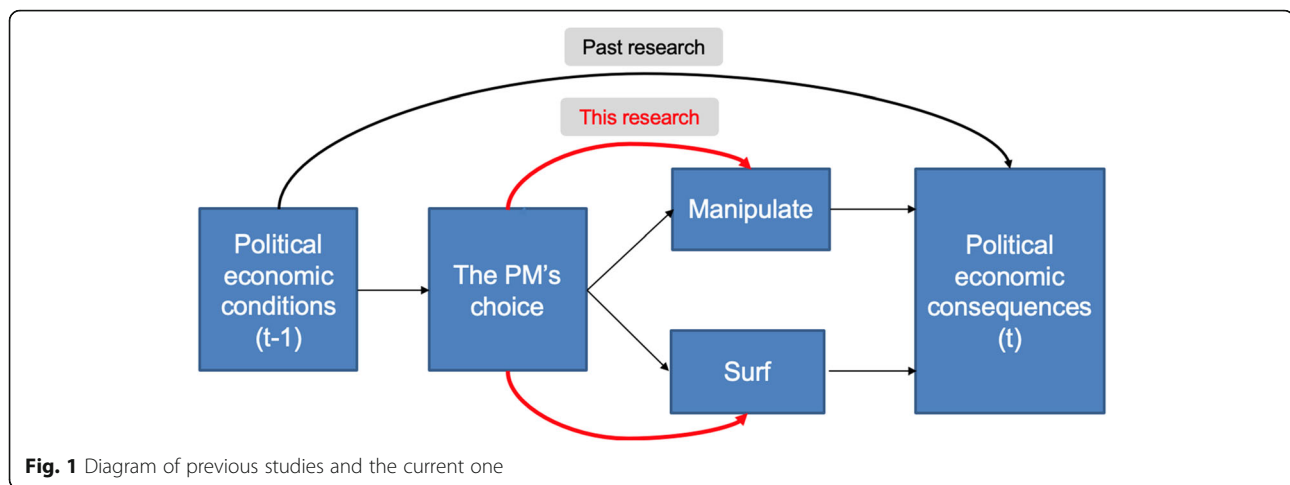 Past research
This research
Political
economic
conditions
(t-1)
The PM's
choice
Manipulate
Surf
Political
economic
consequences
(t)
Fig. 1 Diagram of previous studies and the current one